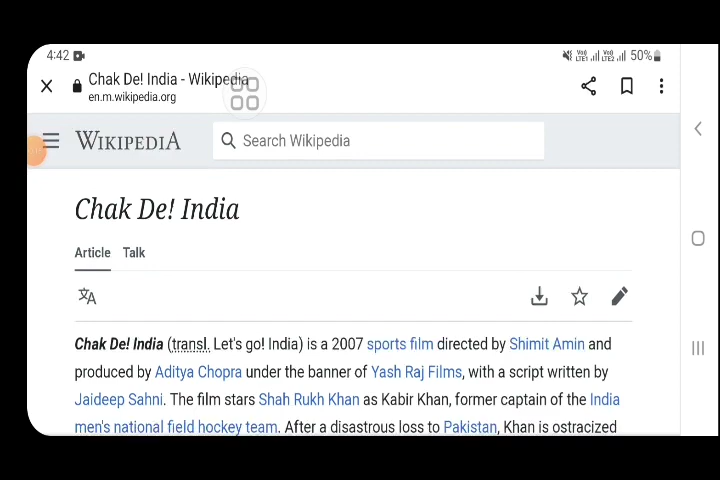 4:42
Vo) LTE1 Vo) LTE2 50%
Chak De! India - Wikipedia
en.m.wikipedia.org
WIKIPEDIA
Search Wikipedia
Chak De! India
Article Talk
Chak De! India (transl. Let's go! India) is a 2007 sports film directed by Shimit Amin and
produced by Aditya Chopra under the banner of Yash Raj Films, with a script written by
Jaideep Sahni. The film stars Shah Rukh Khan as Kabir Khan, former captain of the India
men's national field hockey team. After a disastrous loss to Pakistan, Khan is ostracized